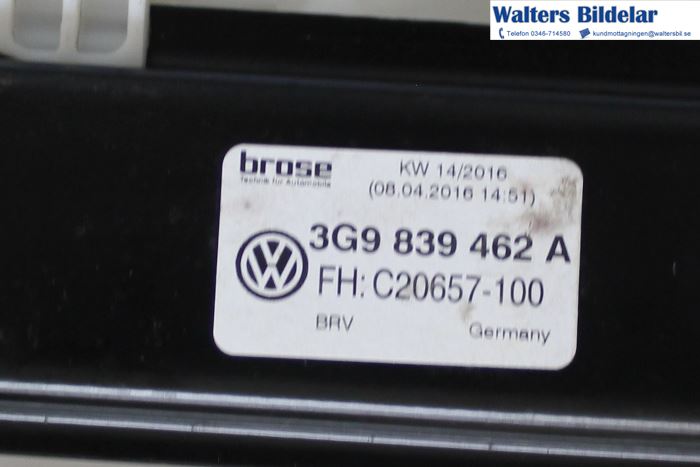 Walters Bildelar
Telefon 0346-714580 kundmottagningen@waltersbil.se
brose
Technik für Automobile
KW 14/2016
(08.04.2016 14:51)
3G9 839 462 A
FH: C20657-100
BRV Germany